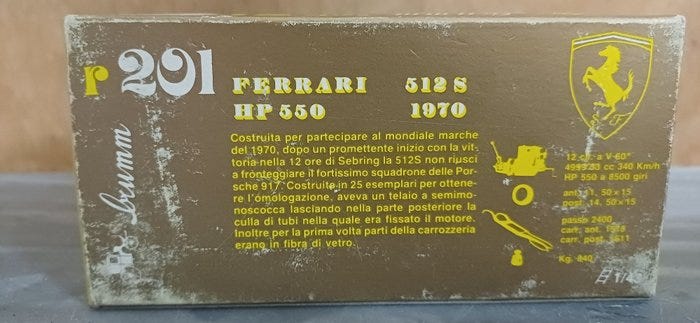 r 201
Brumm
FERRARI 512 S
HP 550 1970
Costruita per partecipare al mondiale marche
del 1970, dopo un promettente inizio con la vit-
toria nella 12 ore di Sebring la 512S non riuscì
a fronteggiare il fortissimo squadrone delle Por-
sche 917. Costruita in 25 esemplari per ottene-
re l'omologazione, aveva un telaio a semimo-
noscocca lasciando nella parte posteriore la
culla di tubi nella quale era fissato il motore.
Inoltre per la prima volta parti della carrozzeria
erano in fibra di vetro.
S F
12 cil. a V-60°
4993.53 cc 340 Km/h
HP 550 a 8500 giri
ant. 11. 50 x 15
post. 14. 50 x 15
passo 2400
carr. ant. 1518
carr. post. 1511
Kg. 840
1:43